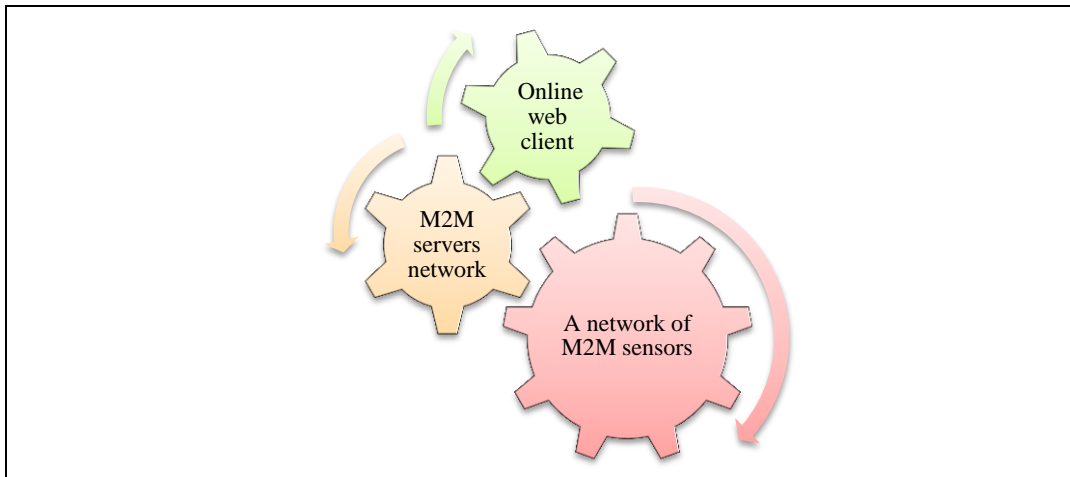 Online
web
client
M2M
servers
network
A network of
M2M sensors